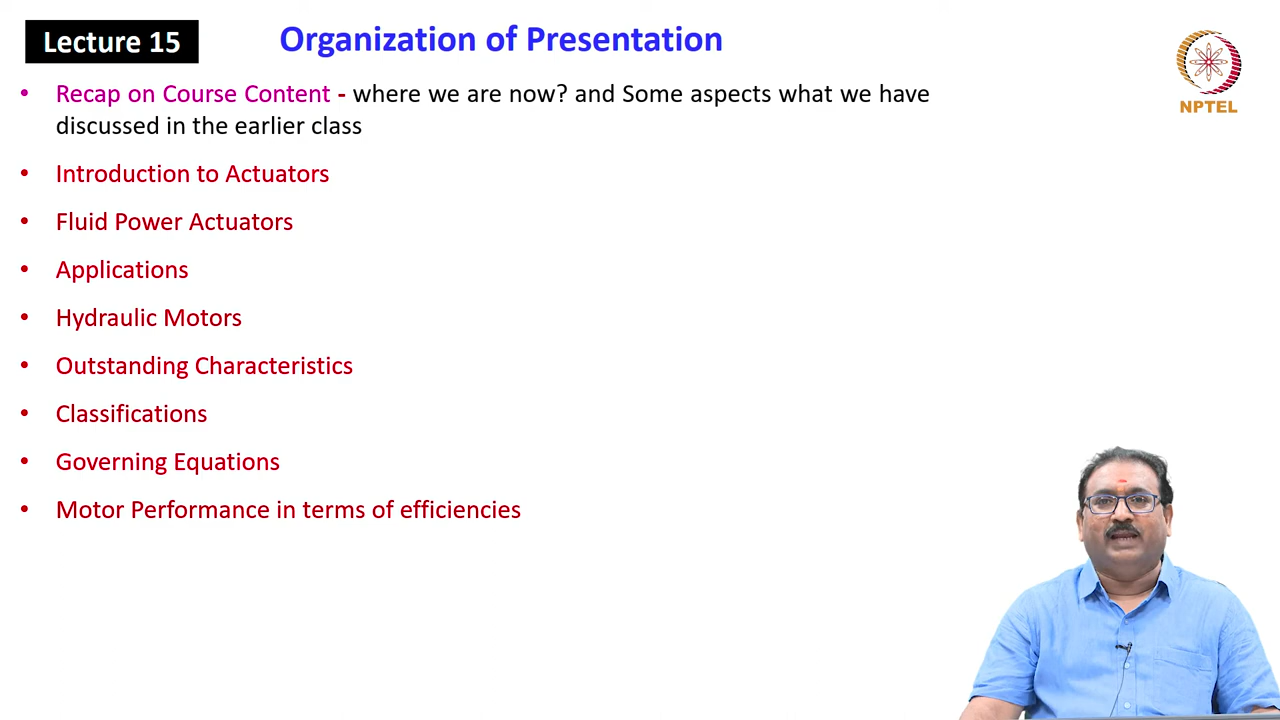 Lecture 15
Organization of Presentation
• Recap on Course Content - where we are now? and Some aspects what we have
discussed in the earlier class
• Introduction to Actuators
• Fluid Power Actuators
• Applications
• Hydraulic Motors
• Outstanding Characteristics
• Classifications
• Governing Equations
• Motor Performance in terms of efficiencies
NPTEL